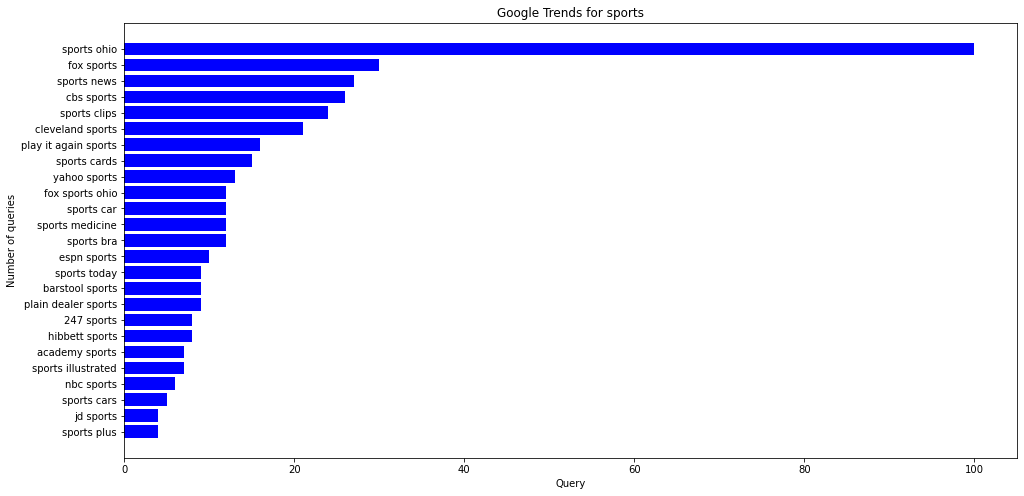 Google Trends for sports
sports ohio
fox sports
sports news
cbs sports
sports clips
cleveland sports
play it again sports
sports cards
yahoo sports
fox sports ohio
sports car
sports medicine
sports bra
espn sports
sports today
barstool sports
plain dealer sports
247 sports
hibbett sports
academy sports
sports illustrated
nbc sports
sports cars
jd sports
sports plus
Number of queries
0 20 40 60 80 100
Query